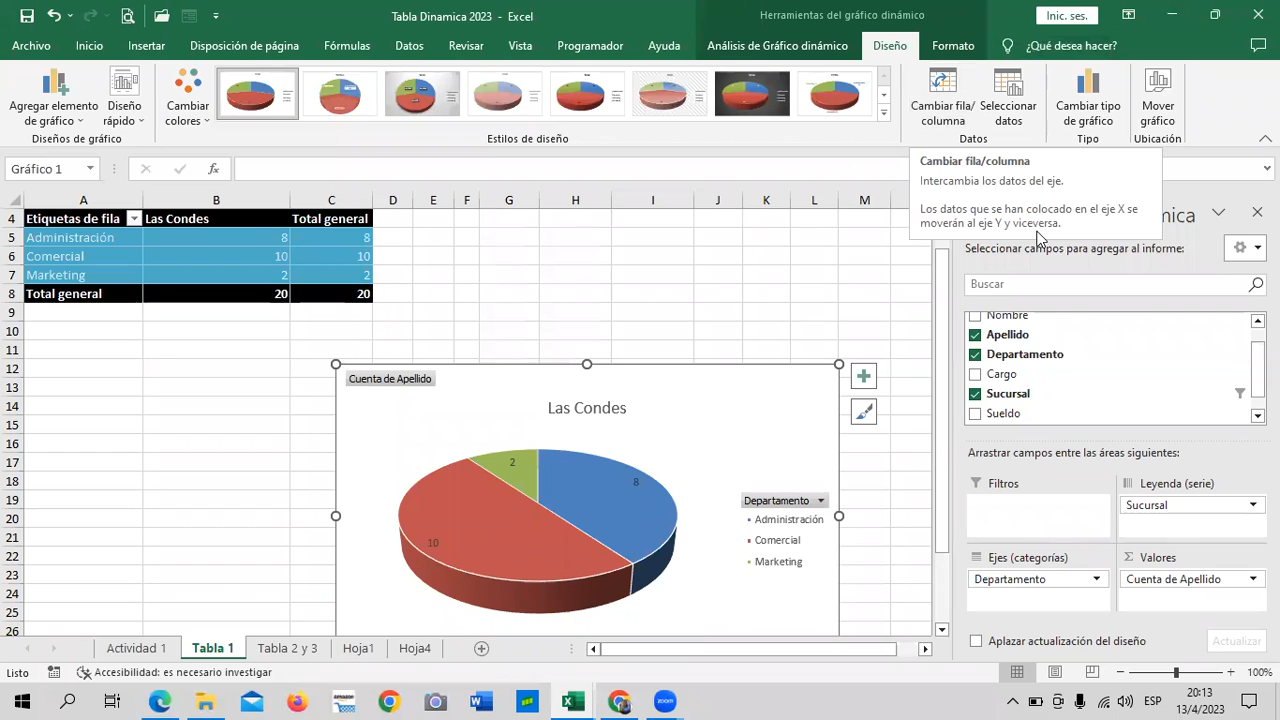 Tabla Dinamica 2023 - Excel
Herramientas del gráfico dinámico
Inic. ses.
Archivo
Inicio
Insertar
Disposición de página
Fórmulas
Datos
Revisar
Vista
Programador
Ayuda
Análisis de Gráfico dinámico
Diseño
Formato
¿Qué desea hacer?
Agregar elemento
de gráfico
Diseño
rápido
Cambiar
colores
Cambiar fila/
columna
Seleccionar
datos
Cambiar tipo
de gráfico
Mover
gráfico
Diseños de gráfico
Estilos de diseño
Datos
Tipo
Ubicación
Gráfico 1
fx
Cambiar fila/columna
Intercambia los datos del eje.
Los datos que se han colocado en el eje X se
moverán al eje Y y viceversa.
A B C D E F G H I J K L M
4 Etiquetas de fila Las Condes Total general
5 Administración 8 8
6 Comercial 10 10
7 Marketing 2 2
8 Total general 20 20
9
10
11
12
13
14
15
16
17
18
19
20
21
22
23
24
25
26
Cuenta de Apellido
Las Condes
2
8
10
Departamento
Administración
Comercial
Marketing
Seleccionar campos para agregar al informe:
Buscar
Nombre
Apellido
Departamento
Cargo
Sucursal
Sueldo
Arrastrar campos entre las áreas siguientes:
Filtros
Leyenda (serie)
Sucursal
Ejes (categorías)
Σ Valores
Departamento
Cuenta de Apellido
Aplazar actualización del diseño
Actualizar
Actividad 1
Tabla 1
Tabla 2 y 3
Hoja1
Hoja4
Listo
Accesibilidad: es necesario investigar
100%
ESP
20:13
13/4/2023